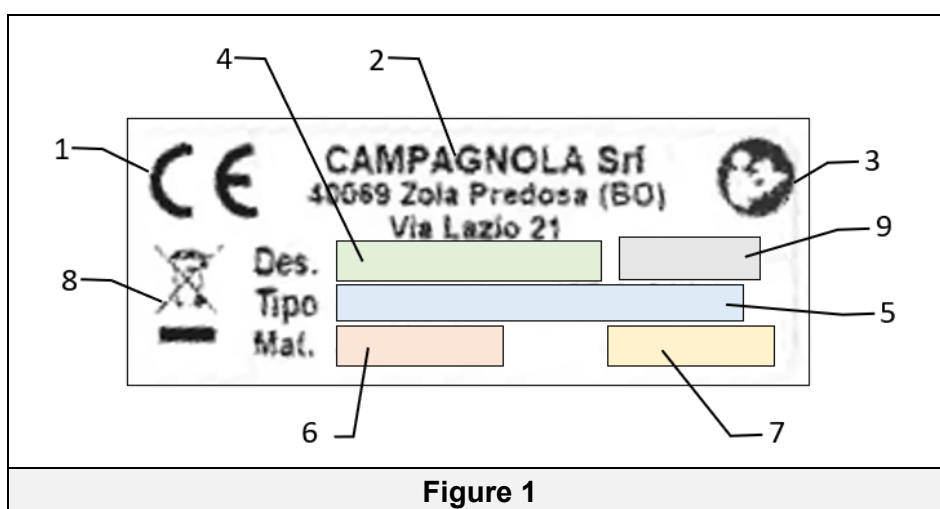 4
2
1
CE
CAMPAGNOLA Srl
3
40069 Zola Predosa (BO)
Via Lazio 21
9
8
Des.
Tipo
5
Mat.
6
7
Figure 1